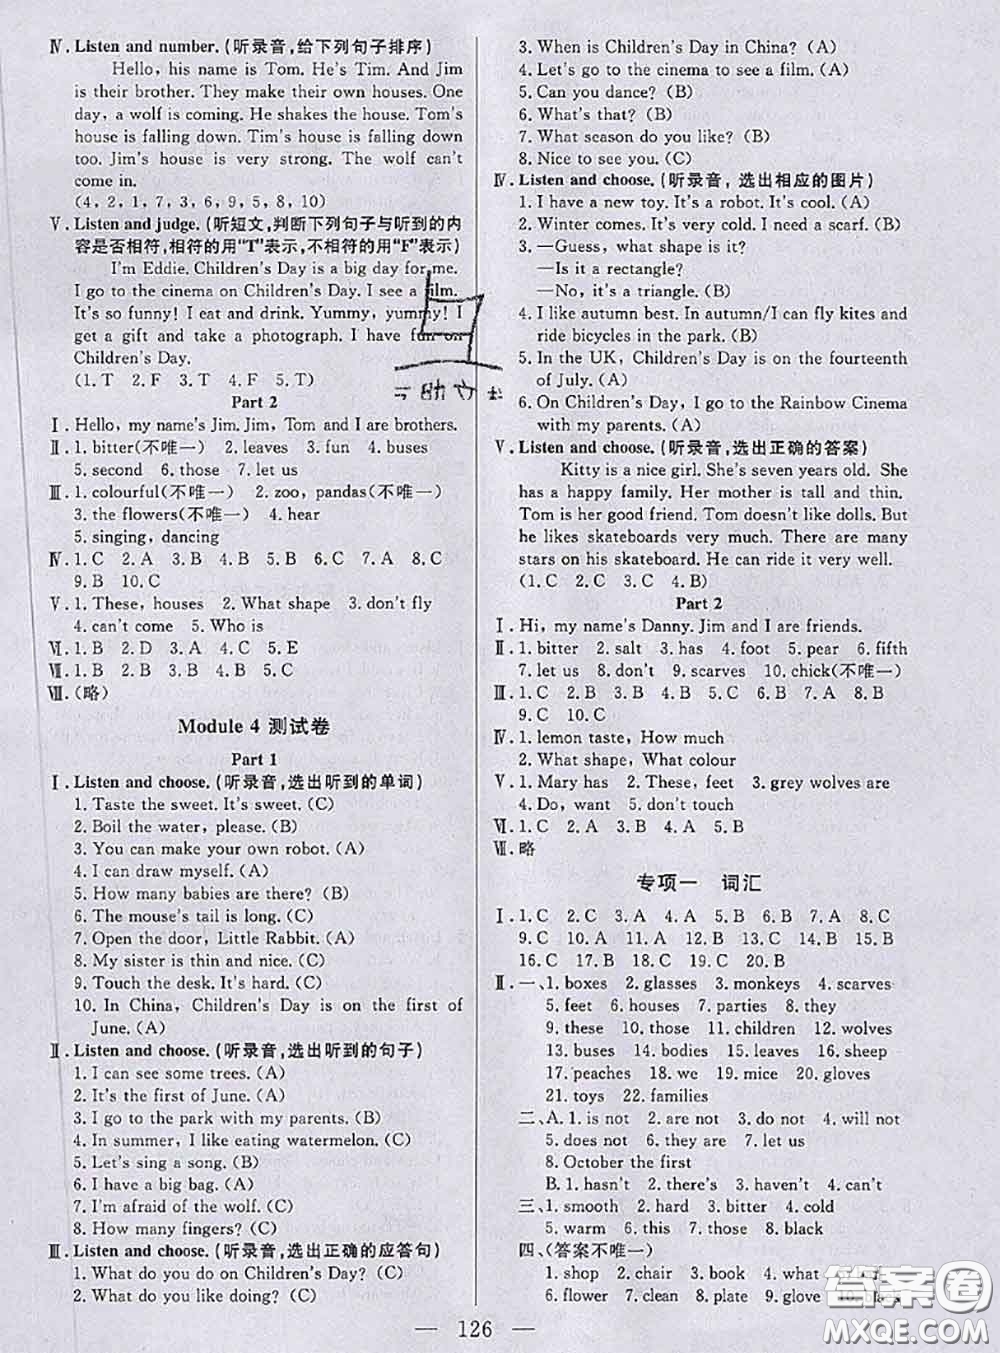 Ⅳ. Listen and number. (听录音,给下列句子排序)
Hello, his name is Tom. He's Tim. And Jim
is their brother. They make their own houses. One
day, a wolf is coming. He shakes the house. Tom's
house is falling down. Tim's house is falling down
too. Jim's house is very strong. The wolf can't
come in.
(4, 2, 1, 7, 3, 6, 9, 5, 8, 10)
Ⅴ. Listen and judge. (听短文,判断下列句子与听到的内
容是否相符,相符的用“T”表示,不相符的用“F”表示)
I'm Eddie. Children's Day is a big day for me.
I go to the cinema on Children's Day. I see a film.
It's so funny! I eat and drink. Yummy, yummy! I
get a gift and take a photograph. I have fun on
Children's Day.
(1. T 2. F 3. T 4. F 5. T)
Part 2
Ⅰ. Hello, my name's Jim. Jim, Tom and I are brothers.
Ⅱ. 1. bitter(不唯一) 2. leaves 3. fun 4. buses
5. second 6. those 7. let us
Ⅲ. 1. colourful(不唯一) 2. zoo, pandas(不唯一)
3. the flowers(不唯一) 4. hear
5. singing, dancing
Ⅳ. 1. C 2. A 3. B 4. B 5. C 6. C 7. A 8. C
9. B 10. C
Ⅴ. 1. These, houses 2. What shape 3. don't fly
4. can't come 5. Who is
Ⅵ. 1. B 2. D 3. A 4. C 5. E
Ⅶ. 1. B 2. C 3. B 4. B
Ⅷ. (略)
Module 4 测试卷
Part 1
Ⅰ. Listen and choose. (听录音,选出听到的单词)
1. Taste the sweet. It's sweet. (C)
2. Boil the water, please. (B)
3. You can make your own robot. (A)
4. I can draw myself. (C)
5. How many babies are there? (B)
6. The mouse's tail is long. (C)
7. Open the door, Little Rabbit. (A)
8. My sister is thin and nice. (C)
9. Touch the desk. It's hard. (C)
10. In China, Children's Day is on the first of
June. (A)
Ⅱ. Listen and choose. (听录音,选出听到的句子)
1. I can see some trees. (A)
2. It's the first of June. (A)
3. I go to the park with my parents. (B)
4. In summer, I like eating watermelon. (C)
5. Let's sing a song. (B)
6. I have a big bag. (A)
7. I'm afraid of the wolf. (C)
8. How many fingers? (C)
Ⅲ. Listen and choose. (听录音,选出正确的应答句)
1. What do you do on Children's Day? (C)
2. What do you like doing? (C)
3. When is Children's Day in China? (A)
4. Let's go to the cinema to see a film. (A)
5. Can you dance? (B)
6. What's that? (B)
7. What season do you like? (B)
8. Nice to see you. (C)
Ⅳ. Listen and choose. (听录音, 选出相应的图片)
1. I have a new toy. It's a robot. It's cool. (A)
2. Winter comes. It's very cold. I need a scarf. (B)
3. —Guess, what shape is it?
—Is it a rectangle?
—No, it's a triangle. (B)
4. I like autumn best. In autumn/I can fly kites and
ride bicycles in the park. (B)
5. In the UK, Children's Day is on the fourteenth
of July. (A)
6. On Children's Day, I go to the Rainbow Cinema
with my parents. (A)
Ⅴ. Listen and choose. (听录音,选出正确的答案)
Kitty is a nice girl. She's seven years old. She
has a happy family. Her mother is tall and thin.
Tom is her good friend. Tom doesn't like dolls. But
he likes skateboards very much. There are many
stars on his skateboard. He can ride it very well.
(1. C 2. C 3. C 4. B)
Part 2
Ⅰ. Hi, my name's Danny. Jim and I are friends.
Ⅱ. 1. bitter 2. salt 3. has 4. foot 5. pear 6. fifth
7. let us 8. don't 9. scarves 10. chick(不唯一)
Ⅲ. 1. C 2. B 3. C 4. C 5. B 6. A 7. A 8. B
9. C 10. C
Ⅳ. 1. lemon taste, How much
2. What shape, What colour
Ⅴ. 1. Mary has 2. These, feet 3. grey wolves are
4. Do, want 5. don't touch
Ⅵ. 1. C 2. A 3. B 4. A 5. B
Ⅶ. 略
专项一 词汇
Ⅰ. 1. C 2. C 3. A 4. A 5. B 6. B 7. A 8. C
9. C 10. A 11. A 12. B 13. C 14. B 15. B
16. C 17. B 18. C 19. C 20. B
Ⅱ. 一、1. boxes 2. glasses 3. monkeys 4. scarves
5. feet 6. houses 7. parties 8. they
9. these 10. those 11. children 12. wolves
13. buses 14. bodies 15. leaves 16. sheep
17. peaches 18. we 19. mice 20. gloves
21. toys 22. families
二、A. 1. is not 2. are not 3. do not 4. will not
5. does not 6. can not 7. let us
8. October the first
B. 1. hasn't 2. there's 3. haven't 4. can't
三、1. smooth 2. hard 3. bitter 4. cold
5. warm 6. this 7. those 8. black
四、(答案不唯一)
1. shop 2. chair 3. book 4. what
6. flower 7. clean 8. plate 9. glove 10.
答案圈
MXQE.COM
— 126 —